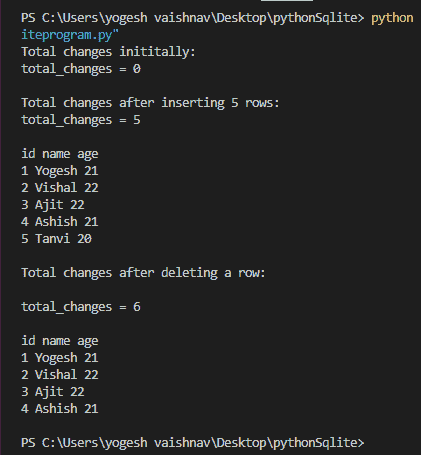 PS C:\Users\yogesh vaishnav\Desktop\pythonSqlite> python
iteprogram.py"
Total changes inititally:
total_changes = 0
Total changes after inserting 5 rows:
total_changes = 5
id name age
1 Yogesh 21
2 Vishal 22
3 Ajit 22
4 Ashish 21
5 Tanvi 20
Total changes after deleting a row:
total_changes = 6
id name age
1 Yogesh 21
2 Vishal 22
3 Ajit 22
4 Ashish 21
PS C:\Users\yogesh vaishnav\Desktop\pythonSqlite>